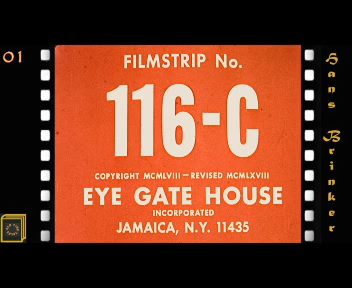 01
FILMSTRIP No.
116-C
COPYRIGHT MCMLVIII — REVISED MCMLXVIII
EYE GATE HOUSE
INCORPORATED
JAMAICA, N.Y. 11435
Hans Brinker